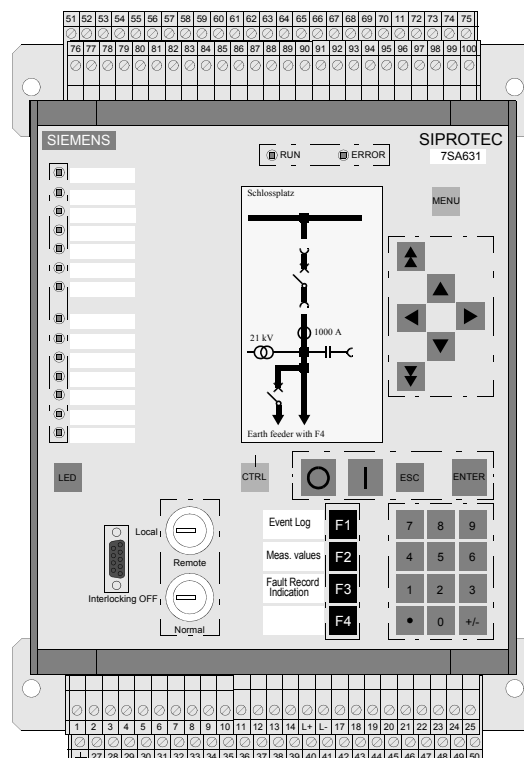 51 52 53 54 55 56 57 58 59 60 61 62 63 64 65 66 67 68 69 70 11 72 73 74 75
76 77 78 79 80 81 82 83 84 85 86 87 88 89 90 91 92 93 94 95 96 97 98 99 100
SIEMENS
SIPROTEC
RUN
ERROR
7SA631
Schlossplatz
MENU
21 kV
1000 A
Earth feeder with F4
LED
CTRL
ESC
ENTER
Event Log F1
7 8 9
Local
Meas. values F2
4 5 6
Remote
Fault Record
Indication
F3
1 2 3
Interlocking OFF
F4
0 +/-
Normal
1 2 3 4 5 6 7 8 9 10 11 12 13 14 L+ L- 17 18 19 20 21 22 23 24 25
27 28 29 30 31 32 33 34 35 36 37 38 39 40 41 42 43 44 45 46 47 48 49 50